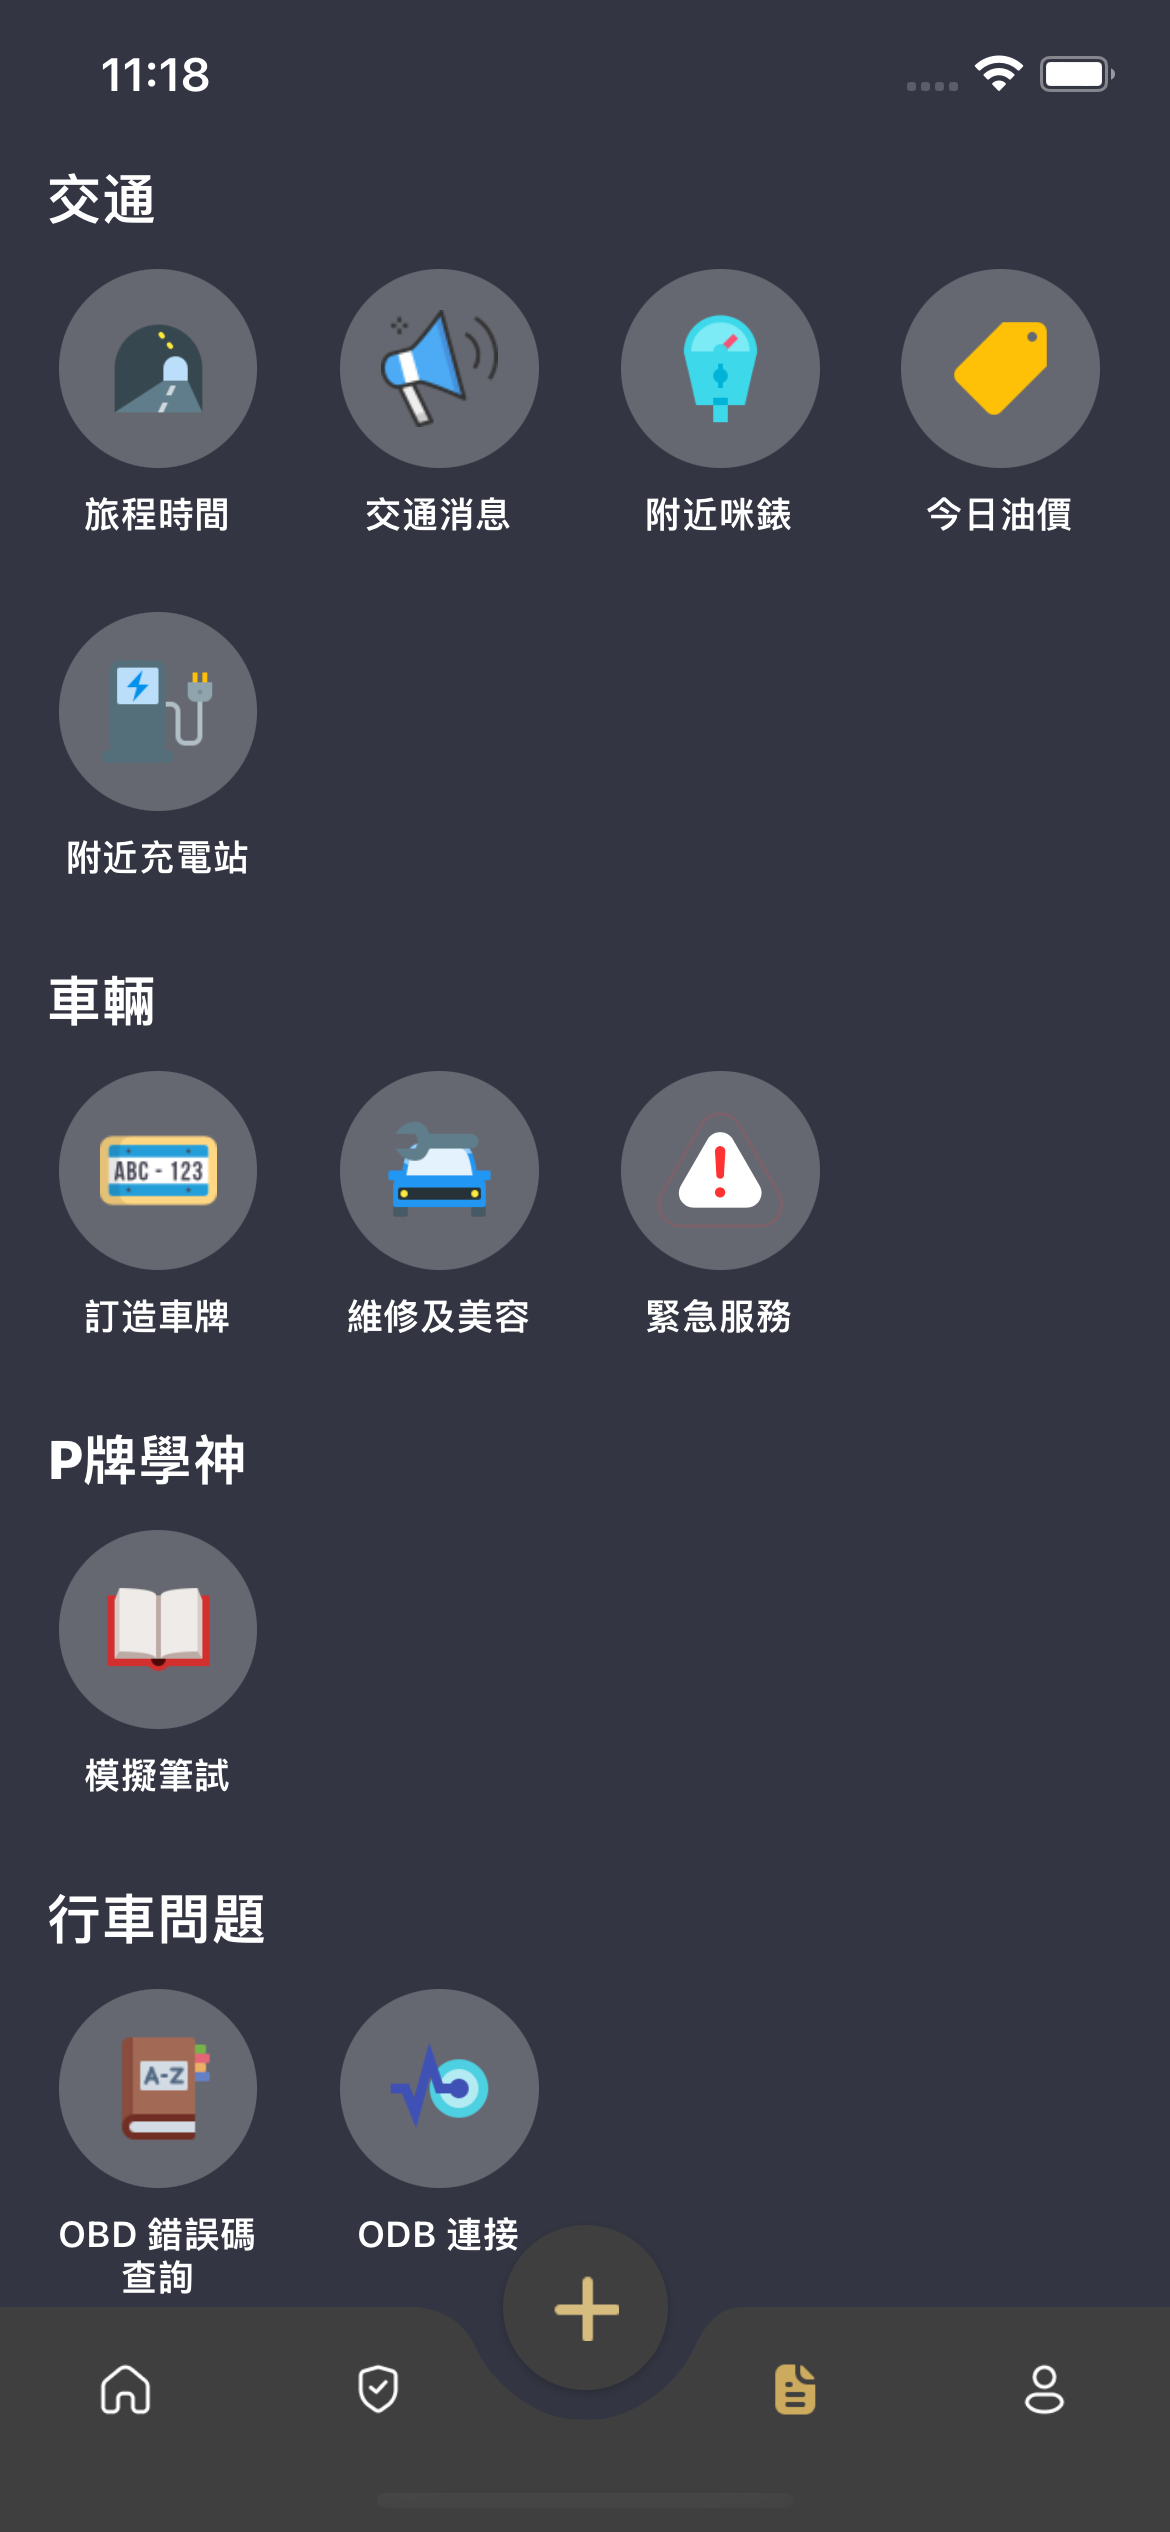 11:18
交通
旅程時間
交通消息
附近咪錶
今日油價
附近充電站
車輛
ABC - 123
訂造車牌
維修及美容
緊急服務
P牌學神
模擬筆試
行車問題
A-Z
OBD 錯誤碼
查詢
ODB 連接